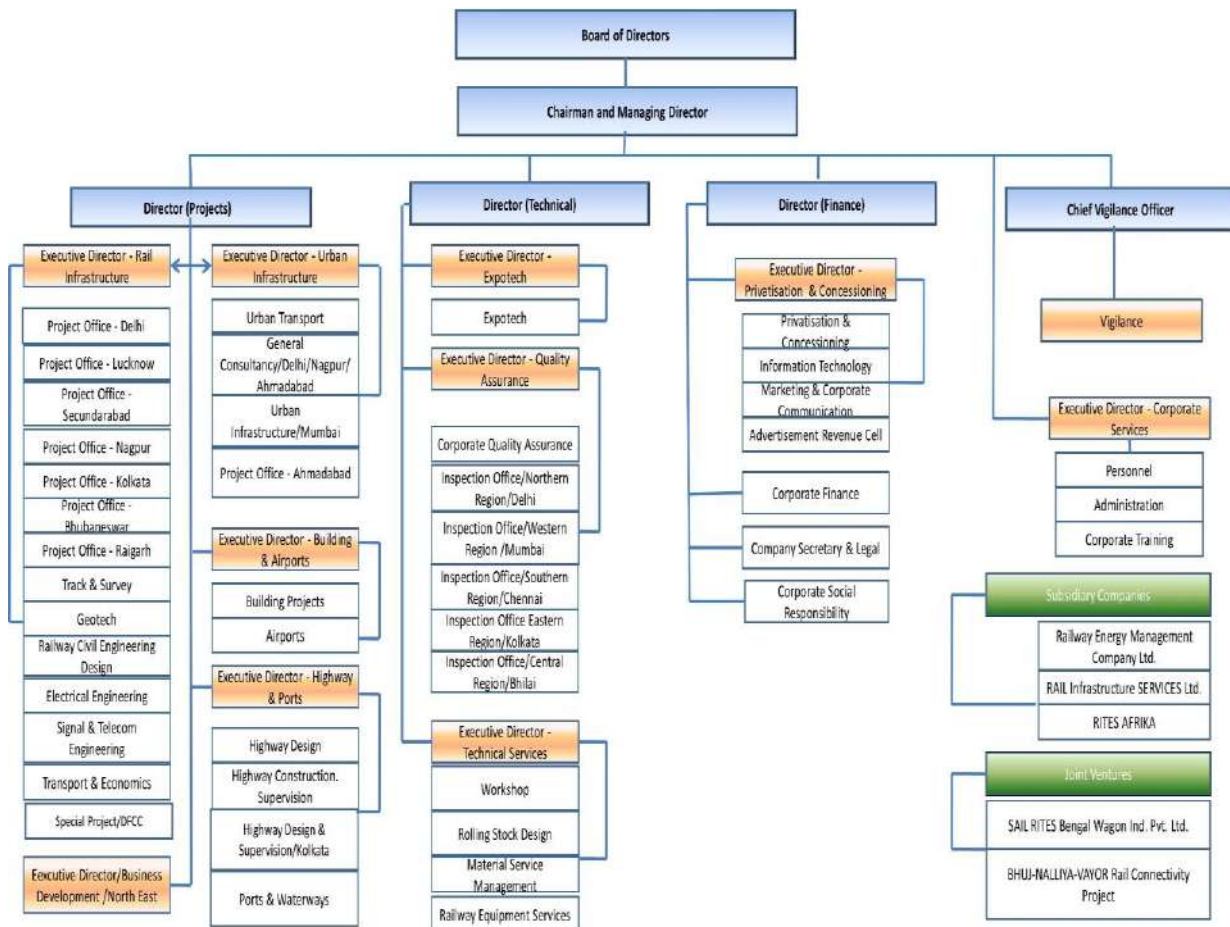 Board of Directors
Chairman and Managing Director
Director (Projects)
Executive Director - Rail
Infrastructure
Project Office - Delhi
Project Office - Lucknow
Project Office -
Secundarabad
Project Office - Nagpur
Project Office - Kolkata
Project Office -
Bhubaneswar
Project Office - Raigarh
Track & Survey
Geotech
Railway Civil Engineering
Design
Electrical Engineering
Signal & Telecom
Engineering
Transport & Economics
Special Project/DFCC
Eexcutive Director/Business
Development /North East
Executive Director - Urban
Infrastructure
Urban Transport
General
Consultancy/Delhi/Nagpur/
Ahmadabad
Urban
Infrastructure/Mumbai
Project Office - Ahmadabad
Executive Director - Building
& Airports
Building Projects
Airports
Executive Director - Highway
& Ports
Highway Design
Highway Construction.
Supervision
Highway Design &
Supervision/Kolkata
Ports & Waterways
Director (Technical)
Executive Director -
Expotech
Expotech
Executive Director - Quality
Assurance
Corporate Quality Assurance
Inspection Office/Northern
Region/Delhi
Inspection Office/Western
Region /Mumbai
Inspection Office/Southern
Region/Chennai
Inspection Office Eastern
Region/Kolkata
Inspection Office/Central
Region/Bhilai
Executive Director -
Technical Services
Workshop
Rolling Stock Design
Material Service
Management
Railway Equipment Services
Director (Finance)
Executive Director -
Privatisation & Concessioning
Privatisation &
Concessioning
Information Technology
Marketing & Corporate
Communication
Advertisement Revenue Cell
Corporate Finance
Company Secretary & Legal
Corporate Social
Responsibility
Chief Vigilance Officer
Vigilance
Executive Director - Corporate
Services
Personnel
Administration
Corporate Training
Subsidiary Companies
Railway Energy Management
Company Ltd.
RAIL Infrastructure SERVICES Ltd.
RITES AFRIKA
Joint Ventures
SAIL RITES Bengal Wagon Ind. Pvt. Ltd.
BHUJ-NALLIYA-VAYOR Rail Connectivity
Project